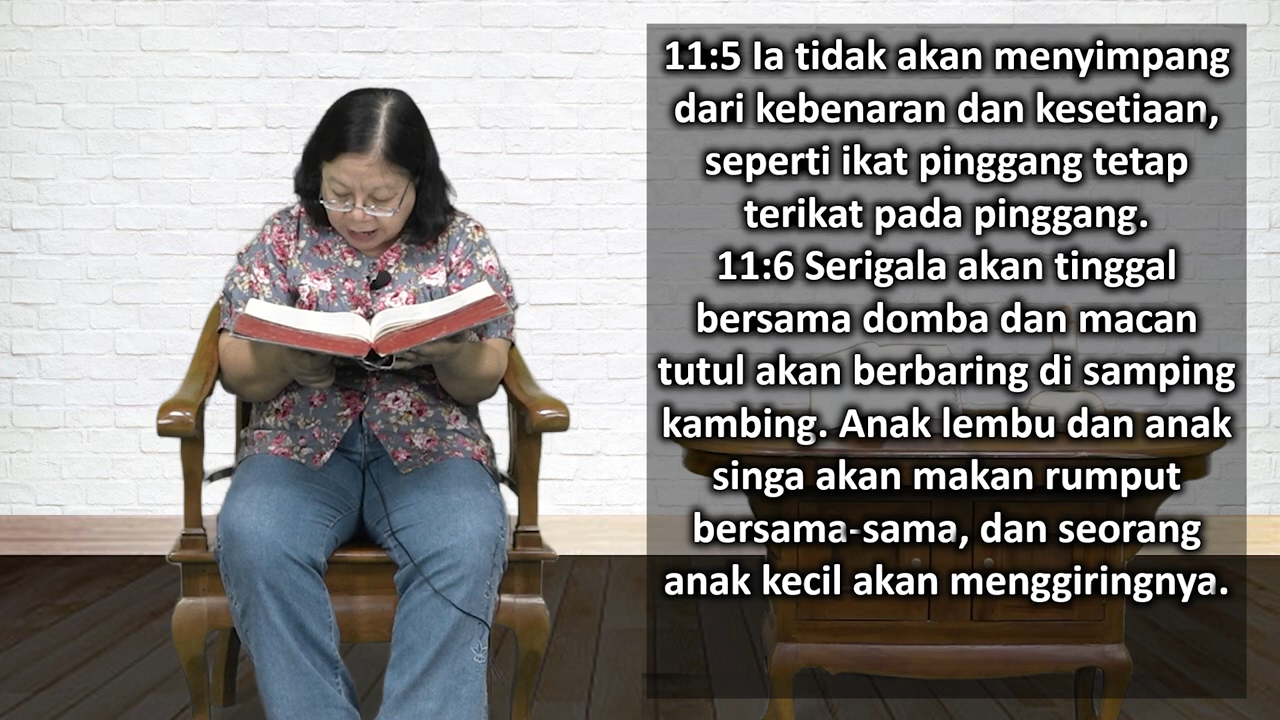 11:5 Ia tidak akan menyimpang
dari kebenaran dan kesetiaan,
seperti ikat pinggang tetap
terikat pada pinggang.
11:6 Serigala akan tinggal
bersama domba dan macan
tutul akan berbaring di samping
kambing. Anak lembu dan anak
singa akan makan rumput
bersama-sama, dan seorang
anak kecil akan menggiringnya.